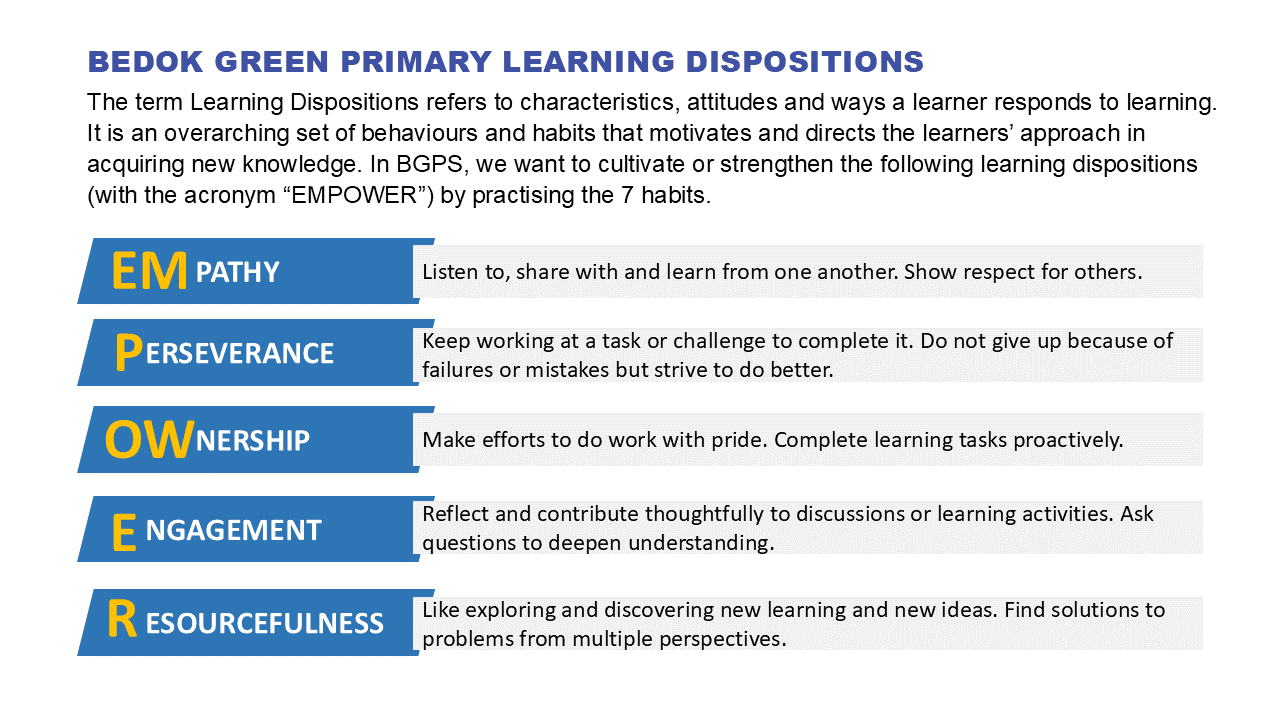 BEDOK GREEN PRIMARY LEARNING DISPOSITIONS
The term Learning Dispositions refers to characteristics, attitudes and ways a learner responds to learning.
It is an overarching set of behaviours and habits that motivates and directs the learners’ approach in
acquiring new knowledge. In BGPS, we want to cultivate or strengthen the following learning dispositions
(with the acronym “EMPOWER”) by practising the 7 habits.
EMPATHY
Listen to, share with and learn from one another. Show respect for others.
PERSEVERANCE
Keep working at a task or challenge to complete it. Do not give up because of
failures or mistakes but strive to do better.
OWNERSHIP
Make efforts to do work with pride. Complete learning tasks proactively.
ENGAGEMENT
Reflect and contribute thoughtfully to discussions or learning activities. Ask
questions to deepen understanding.
RESOURCEFULNESS
Like exploring and discovering new learning and new ideas. Find solutions to
problems from multiple perspectives.